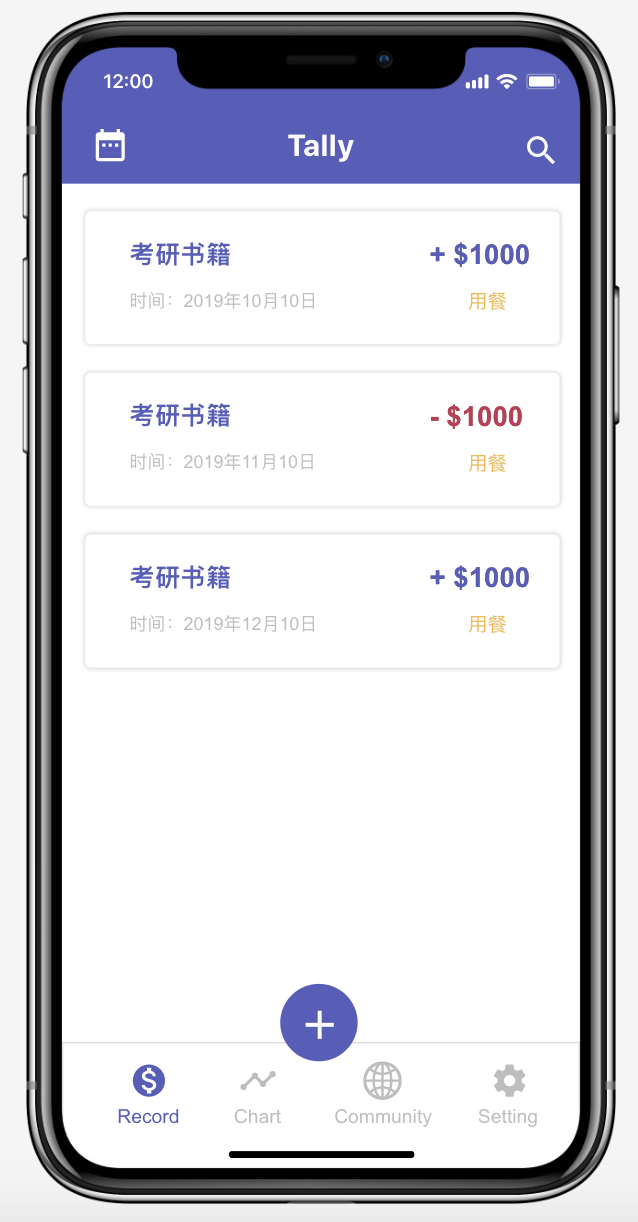 12:00
Tally
考研书籍
+ $1000
时间：2019年10月10日
用餐
考研书籍
- $1000
时间：2019年11月10日
用餐
考研书籍
+ $1000
时间：2019年12月10日
用餐
Record
Chart
Community
Setting